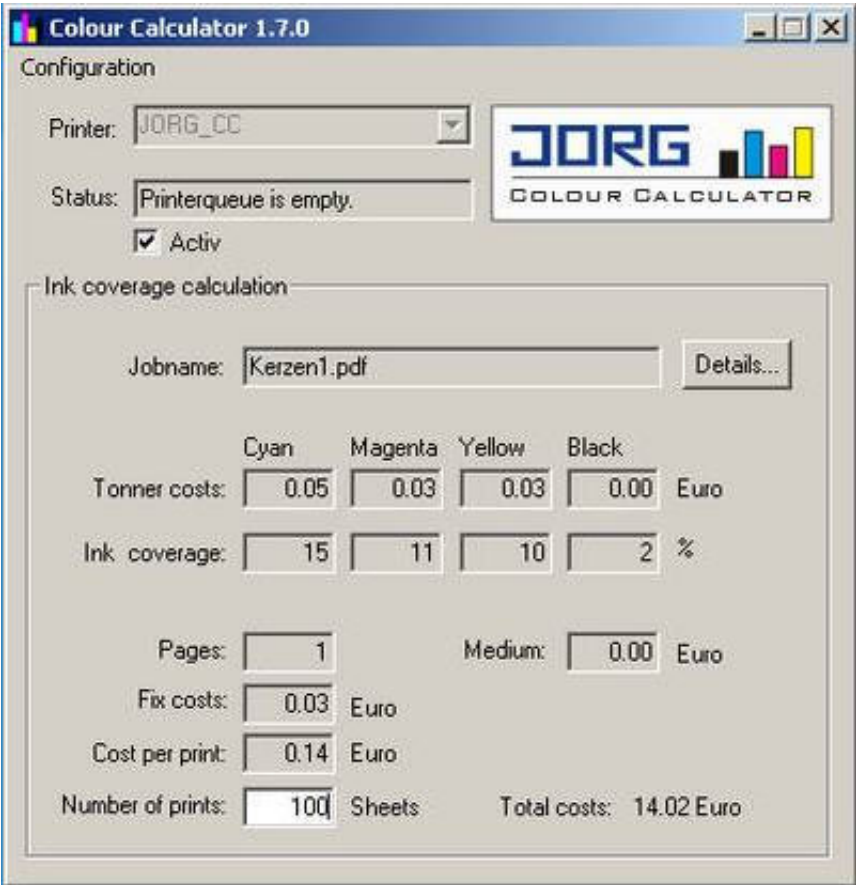 Colour Calculator 1.7.0
Configuration
Printer: JORG_CC
JORG
COLOUR CALCULATOR
Status: Printerqueue is empty.
Activ
Ink coverage calculation
Jobname: Kerzen1.pdf Details...
Cyan Magenta Yellow Black
Tonner costs: 0.05 0.03 0.03 0.00 Euro
Ink coverage: 15 11 10 2 %
Pages: 1 Medium: 0.00 Euro
Fix costs: 0.03 Euro
Cost per print: 0.14 Euro
Number of prints: 100 Sheets Total costs: 14.02 Euro